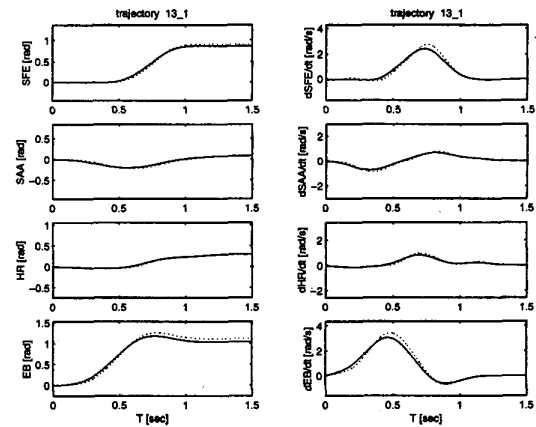 trajectory 13_1
SFE [rad]
1
0.5
0
0 0.5 1 1.5
SAA [rad]
0.5
0
−0.5
0 0.5 1 1.5
HR [rad]
1
0.5
0
−0.5
0 0.5 1 1.5
EB [rad]
1.5
1
0.5
0
0 0.5 1 1.5
T [sec]
trajectory 13_1
dSFE/dt [rad/s]
4
2
0
0 0.5 1 1.5
dSAA/dt [rad/s]
2
0
−2
0 0.5 1 1.5
dHR/dt [rad/s]
2
0
−2
0 0.5 1 1.5
dEB/dt [rad/s]
4
2
0
0 0.5 1 1.5
T [sec]